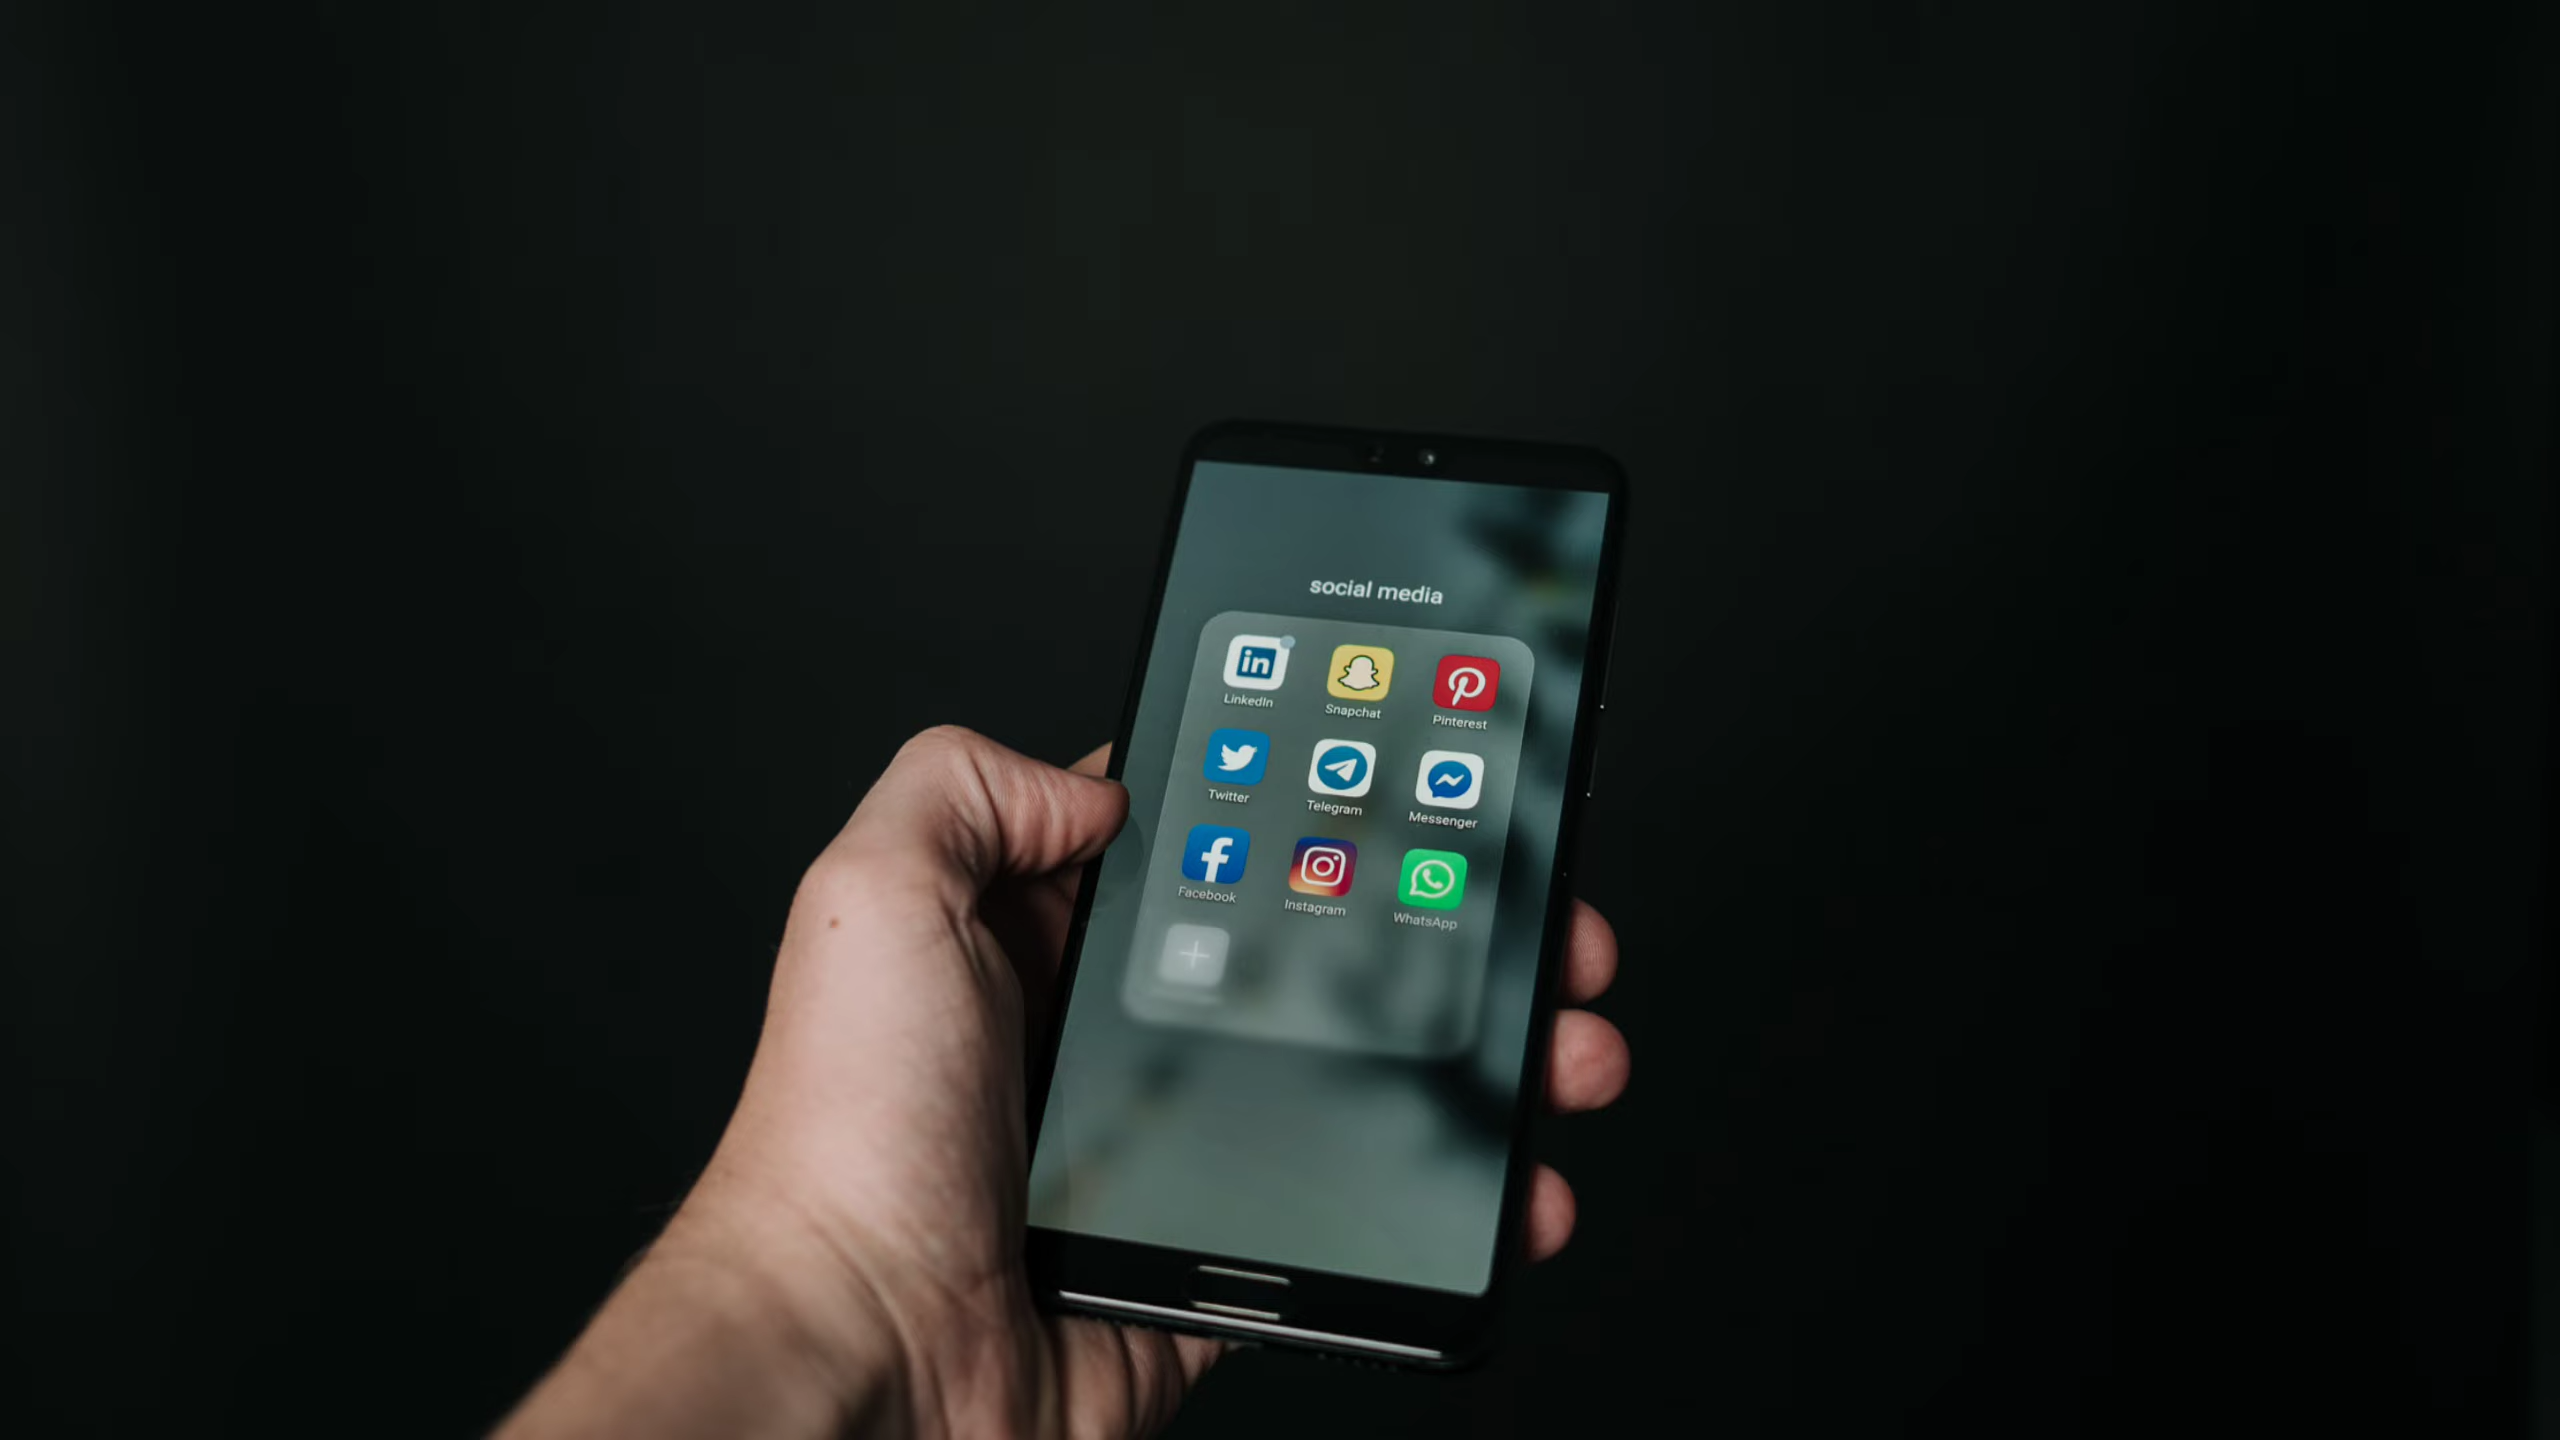 social media
LinkedIn Snapchat Pinterest
Twitter Telegram Messenger
Facebook Instagram WhatsApp